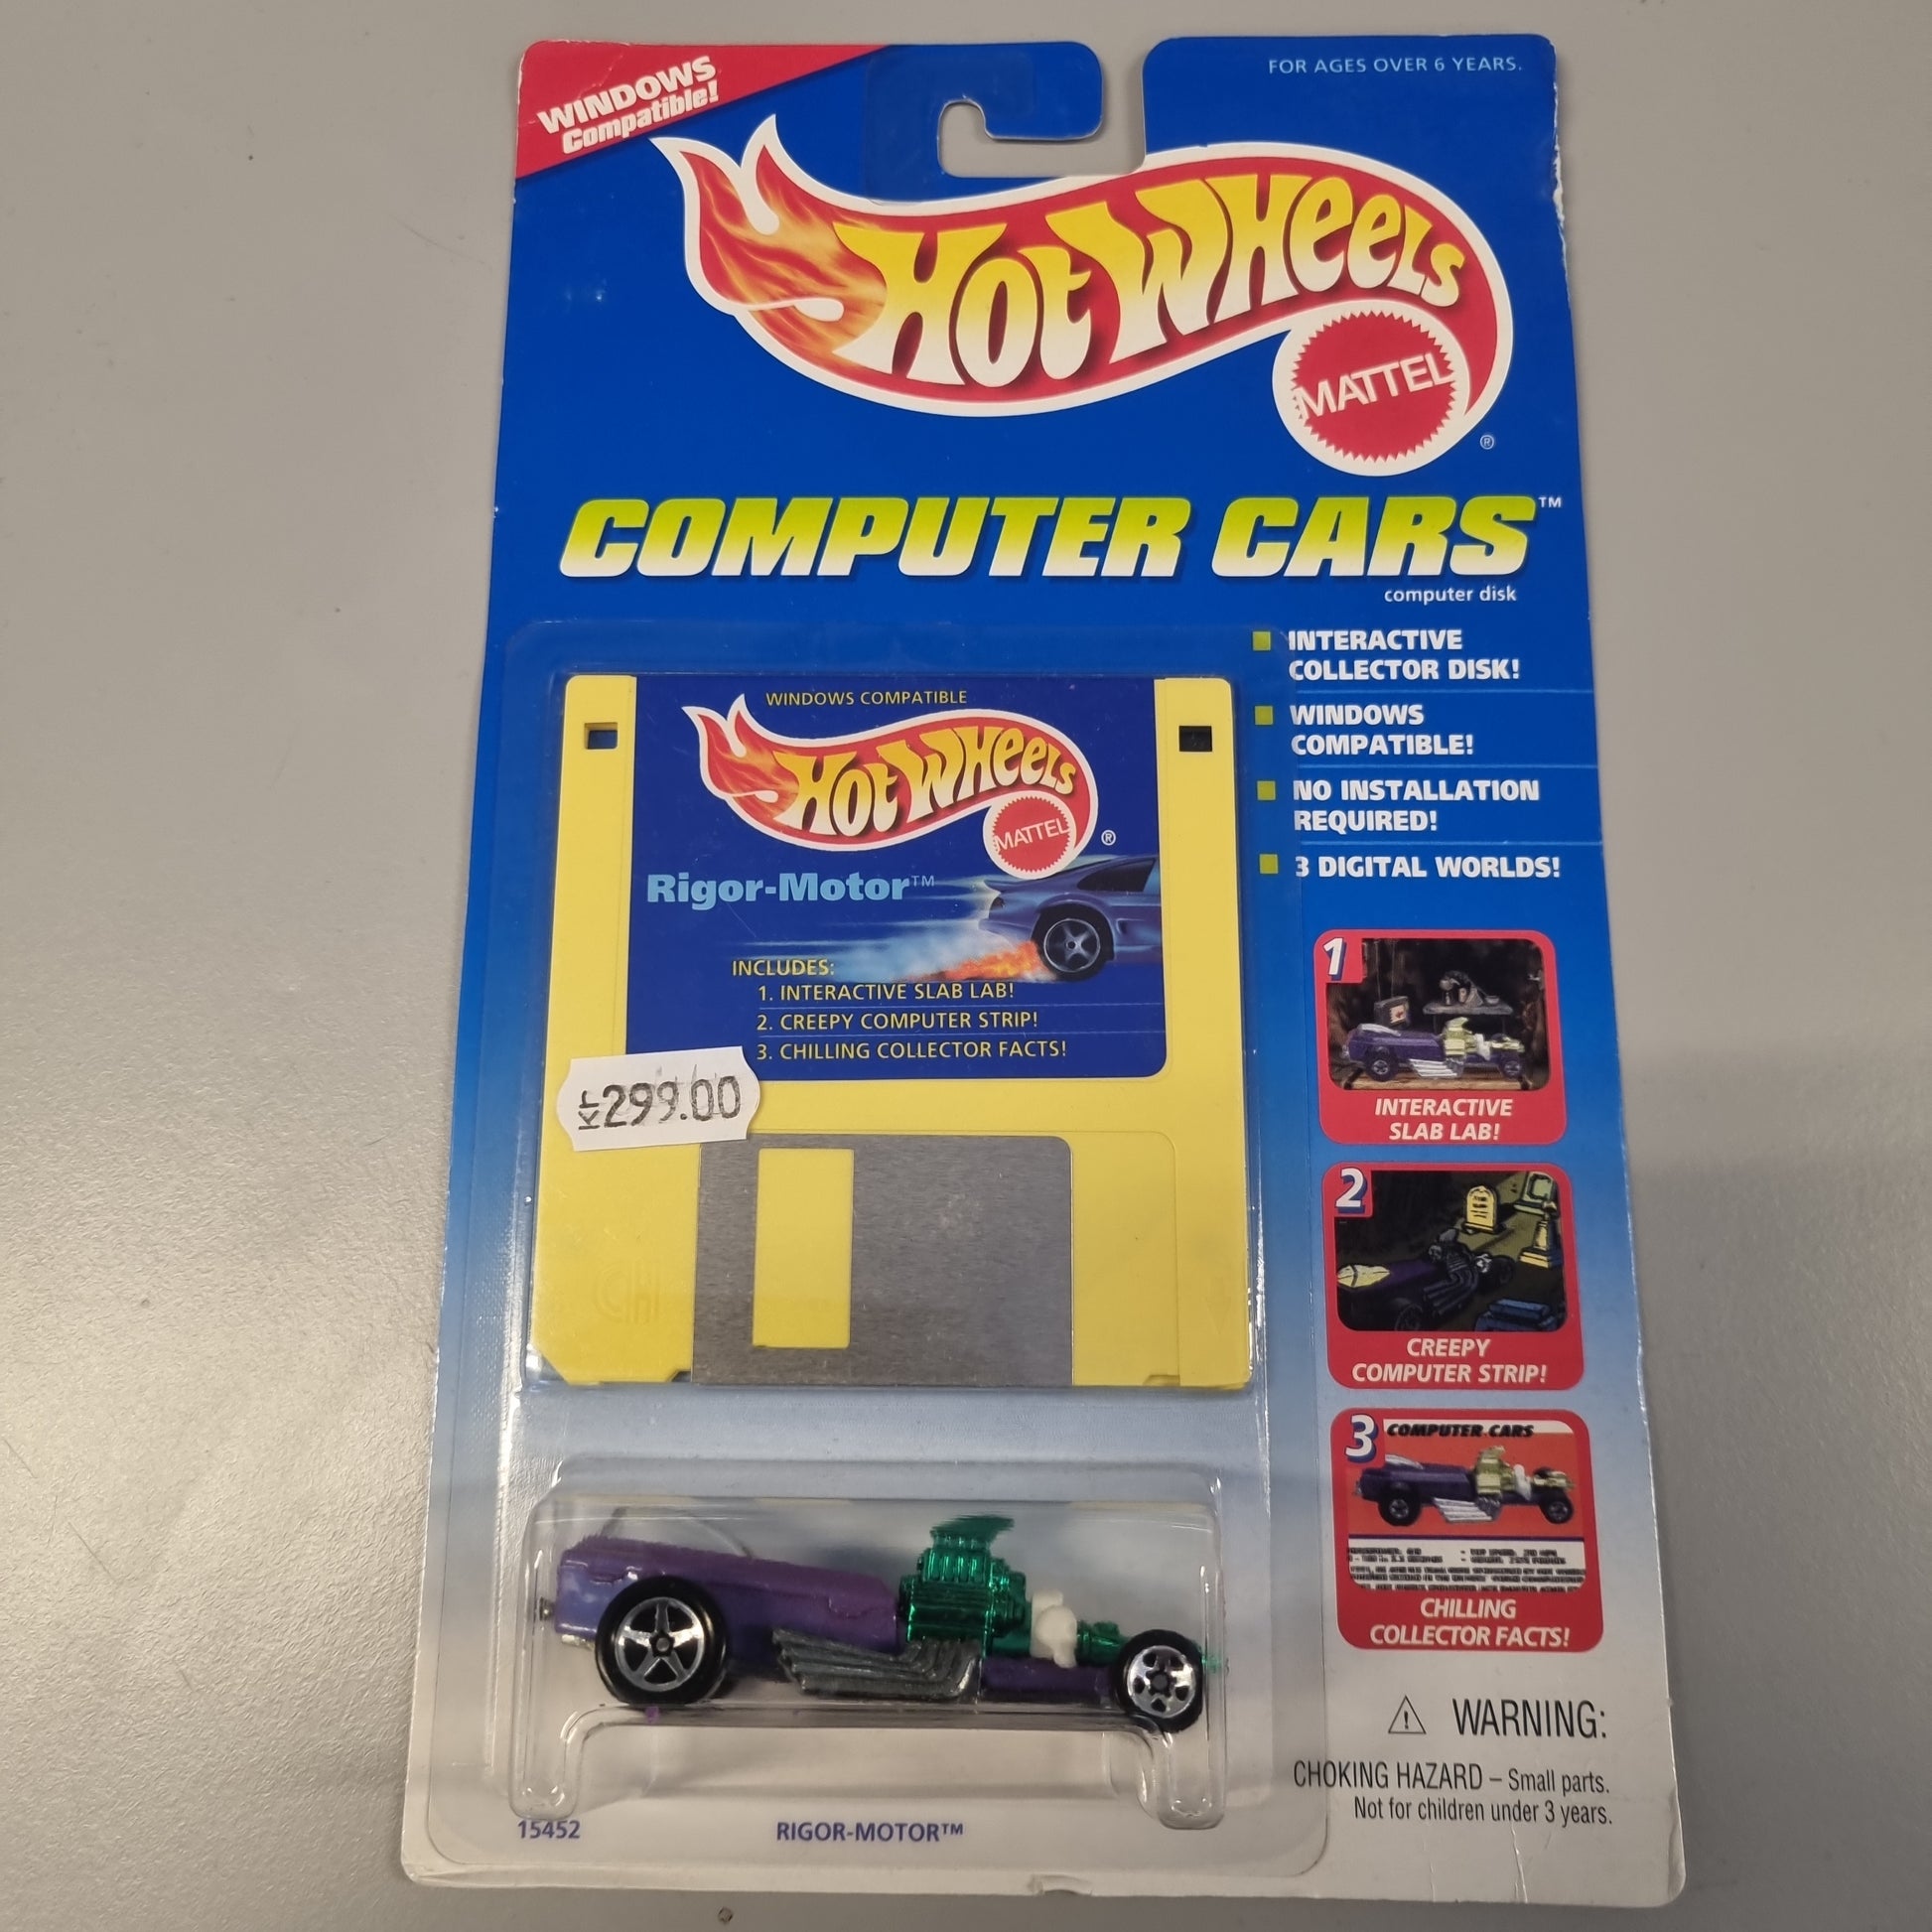 WINDOWS
Compatible!
FOR AGES OVER 6 YEARS.
HOT WHEELS
MATTEL
®
COMPUTER CARS™
computer disk
INTERACTIVE
COLLECTOR DISK!
WINDOWS
COMPATIBLE!
NO INSTALLATION
REQUIRED!
3 DIGITAL WORLDS!
WINDOWS COMPATIBLE
HOT WHEELS
MATTEL
®
Rigor-Motor™
INCLUDES:
1. INTERACTIVE SLAB LAB!
2. CREEPY COMPUTER STRIP!
3. CHILLING COLLECTOR FACTS!
Kr 299.00
1
INTERACTIVE
SLAB LAB!
2
CREEPY
COMPUTER STRIP!
3
COMPUTER CARS
CHILLING
COLLECTOR FACTS!
WARNING:
CHOKING HAZARD – Small parts.
Not for children under 3 years.
15452
RIGOR-MOTOR™